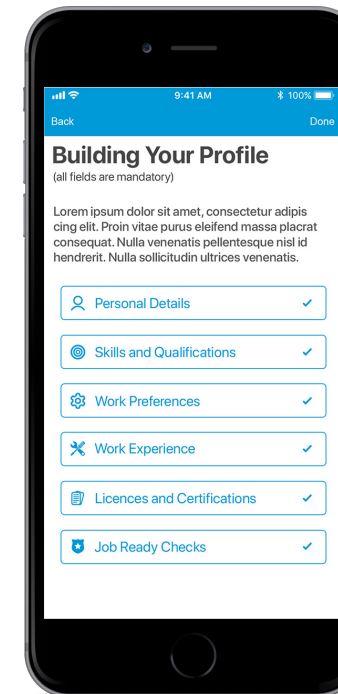 9:41 AM
100%
Back
Done
Building Your Profile
(all fields are mandatory)
Lorem ipsum dolor sit amet, consectetur adipis
cing elit. Proin vitae purus eleifend massa placrat
consequat. Nulla venenatis pellentesque nisl id
hendrerit. Nulla sollicitudin ultrices venenatis.
Personal Details
Skills and Qualifications
Work Preferences
Work Experience
Licences and Certifications
Job Ready Checks